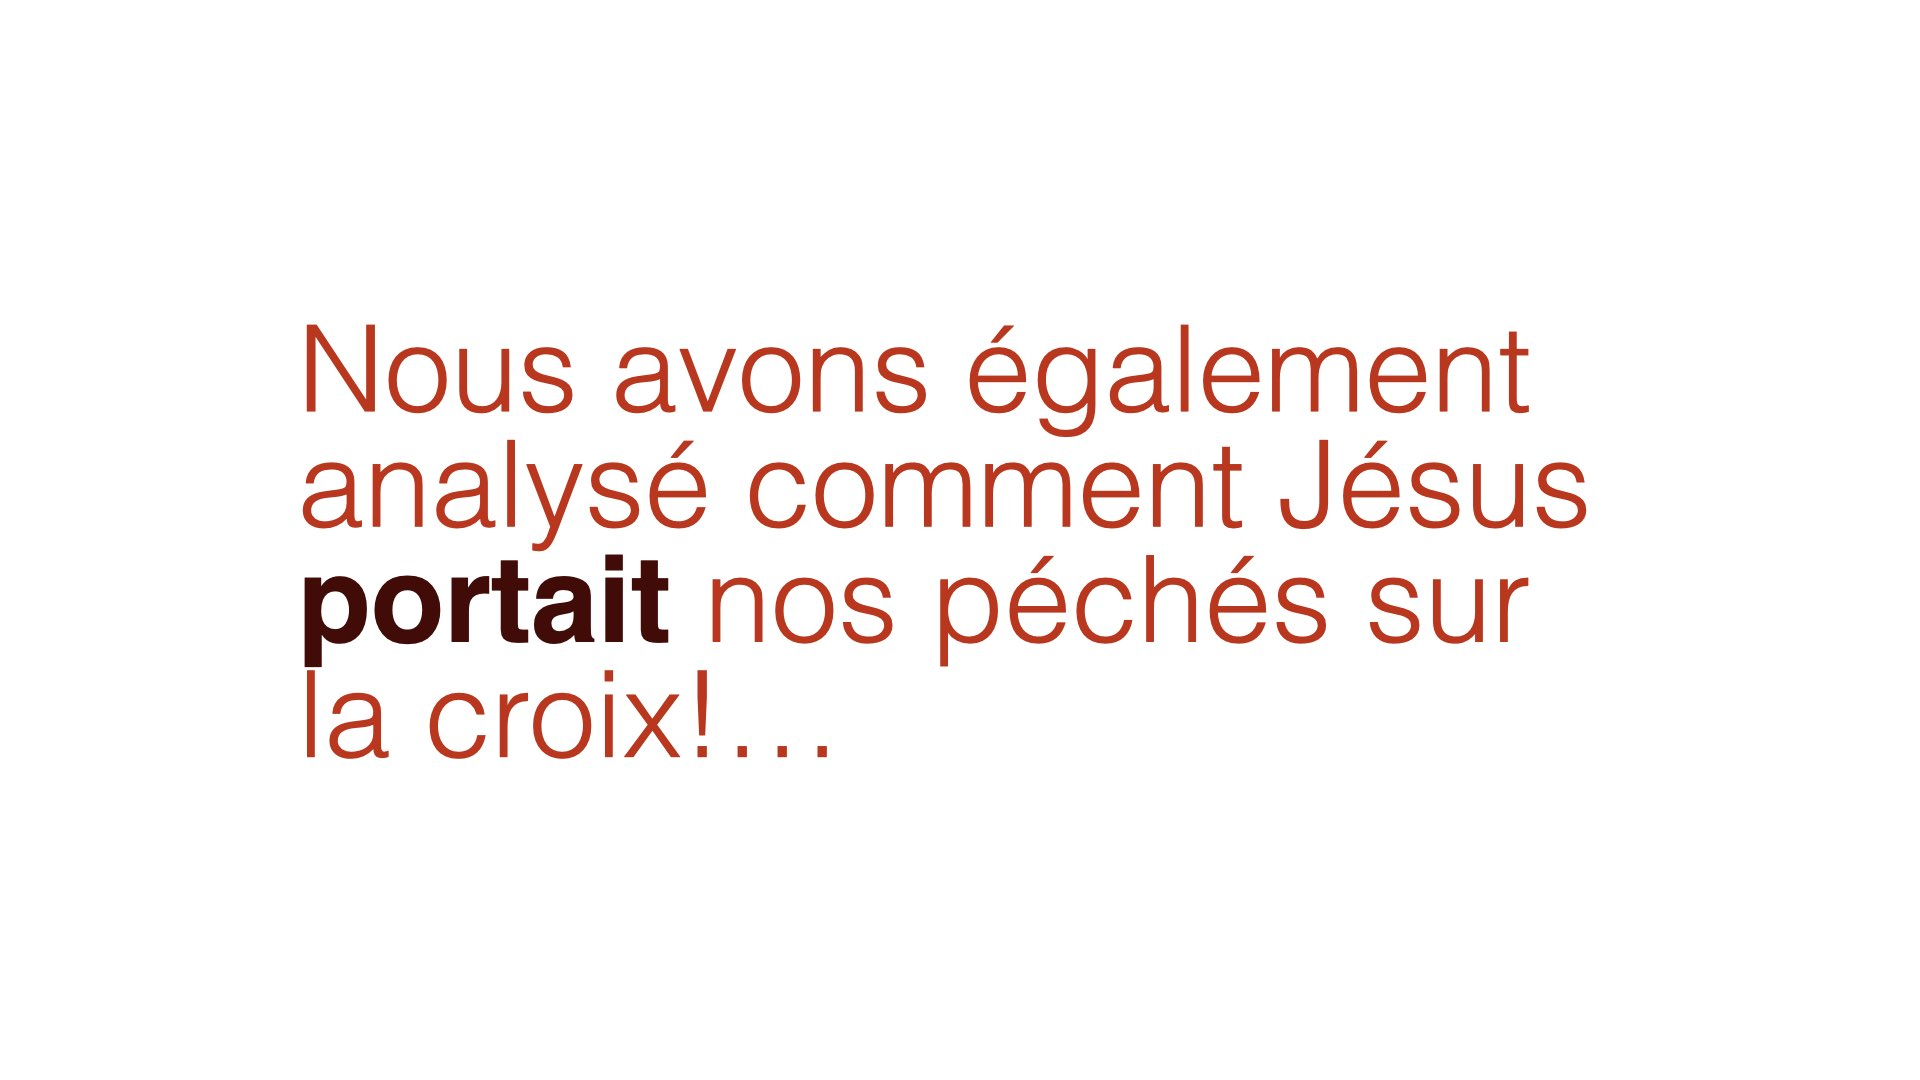 Nous avons également
analysé comment Jésus
portait nos péchés sur
la croix!…